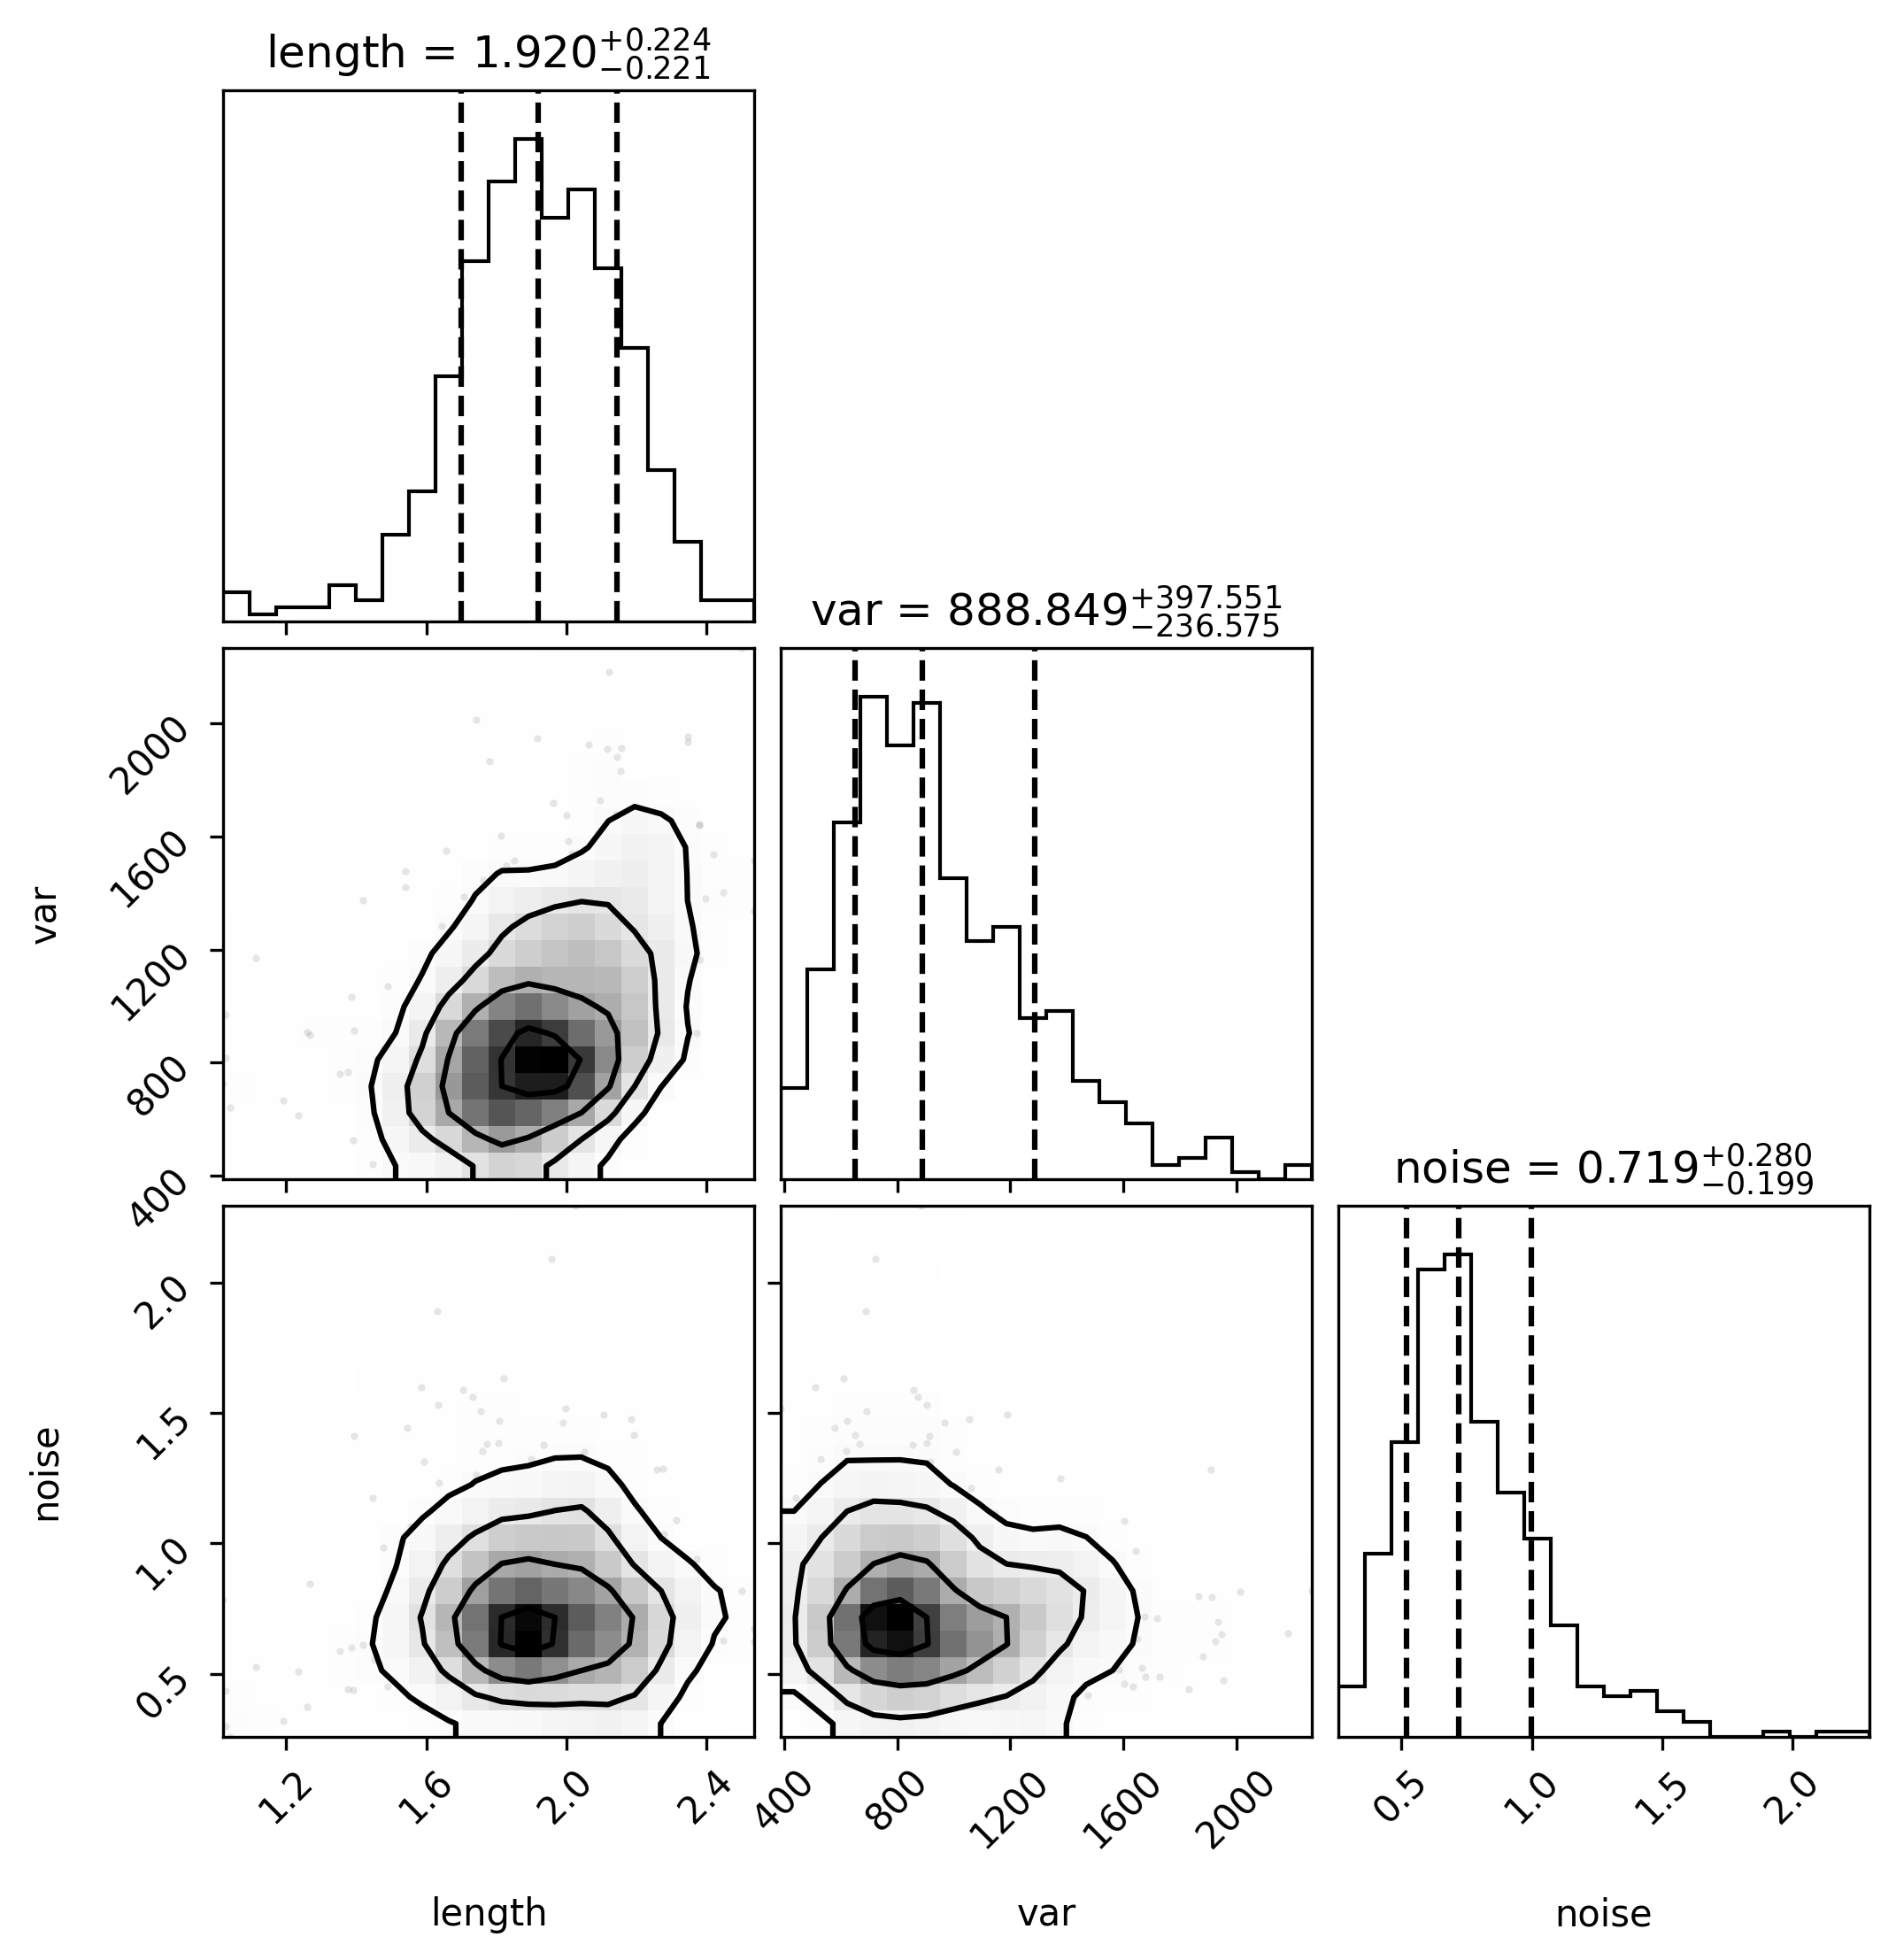 length = 1.920 +0.224 −0.221
var = 888.849 +397.551 −236.575
var
2000
1600
1200
800
400
noise = 0.719 +0.280 −0.199
noise
2.0
1.5
1.0
0.5
1.2 1.6 2.0 2.4
400 800 1200 1600 2000
0.5 1.0 1.5 2.0
length var noise